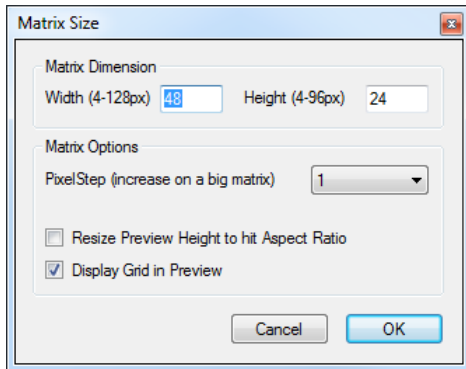 Matrix Size
Matrix Dimension
Width (4-128px) 48 Height (4-96px) 24
Matrix Options
PixelStep (increase on a big matrix) 1
Resize Preview Height to hit Aspect Ratio
Display Grid in Preview
Cancel OK